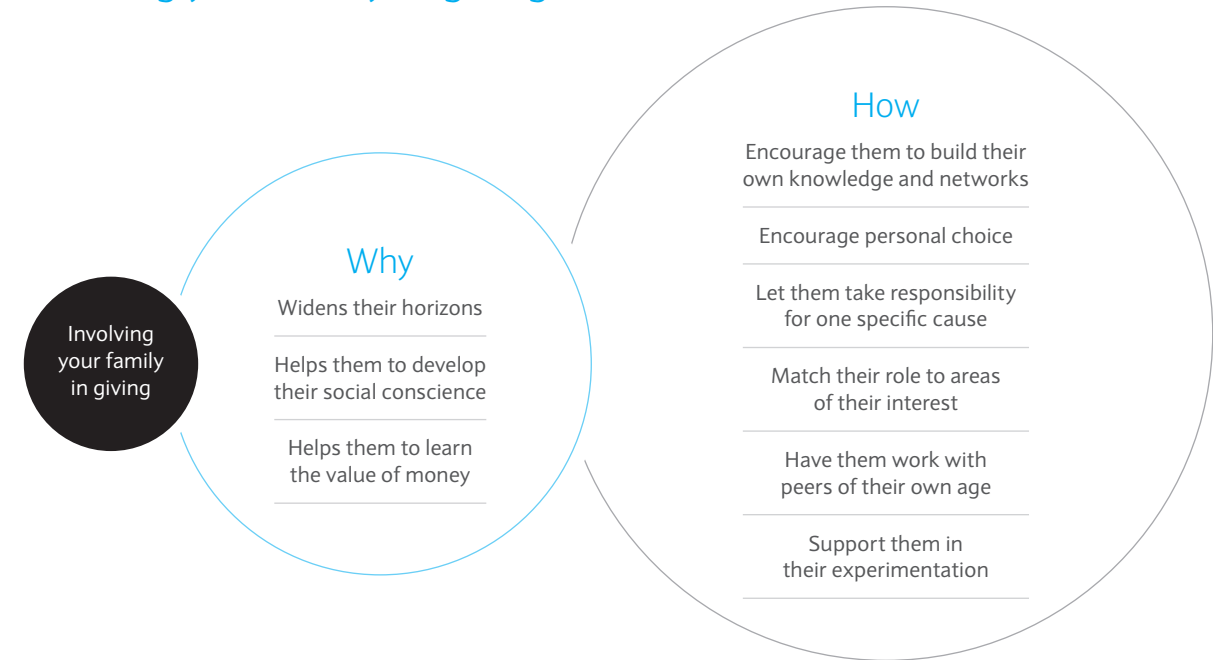 Involving
your family
in giving
Why
Widens their horizons
Helps them to develop
their social conscience
Helps them to learn
the value of money
How
Encourage them to build their
own knowledge and networks
Encourage personal choice
Let them take responsibility
for one specific cause
Match their role to areas
of their interest
Have them work with
peers of their own age
Support them in
their experimentation